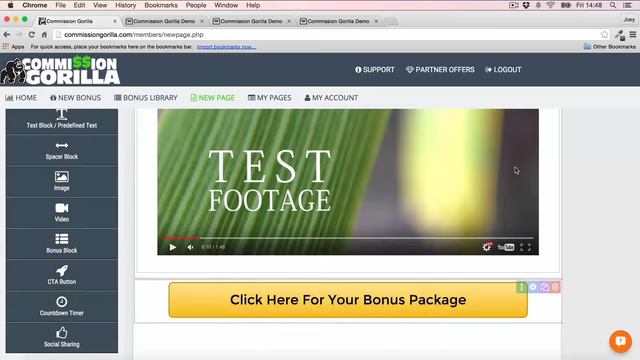 Chrome File Edit View History Bookmarks People Window Help
Fri 14:48
Commission Gorilla
Commission Gorilla Demo
Commission Gorilla Demo
Commission Gorilla Demo
Joey
commissiongorilla.com/members/newpage.php
Apps For quick access, place your bookmarks here on the bookmarks bar. Import bookmarks now...
Other Bookmarks
COMMI$$ION
GORILLA
SUPPORT PARTNER OFFERS LOGOUT
HOME NEW BONUS BONUS LIBRARY NEW PAGE MY PAGES MY ACCOUNT
Text Block / Predefined Text
Spacer Block
Image
Video
Bonus Block
CTA Button
Countdown Timer
Social Sharing
TEST
FOOTAGE
0:10 / 1:48
YouTube
Click Here For Your Bonus Package